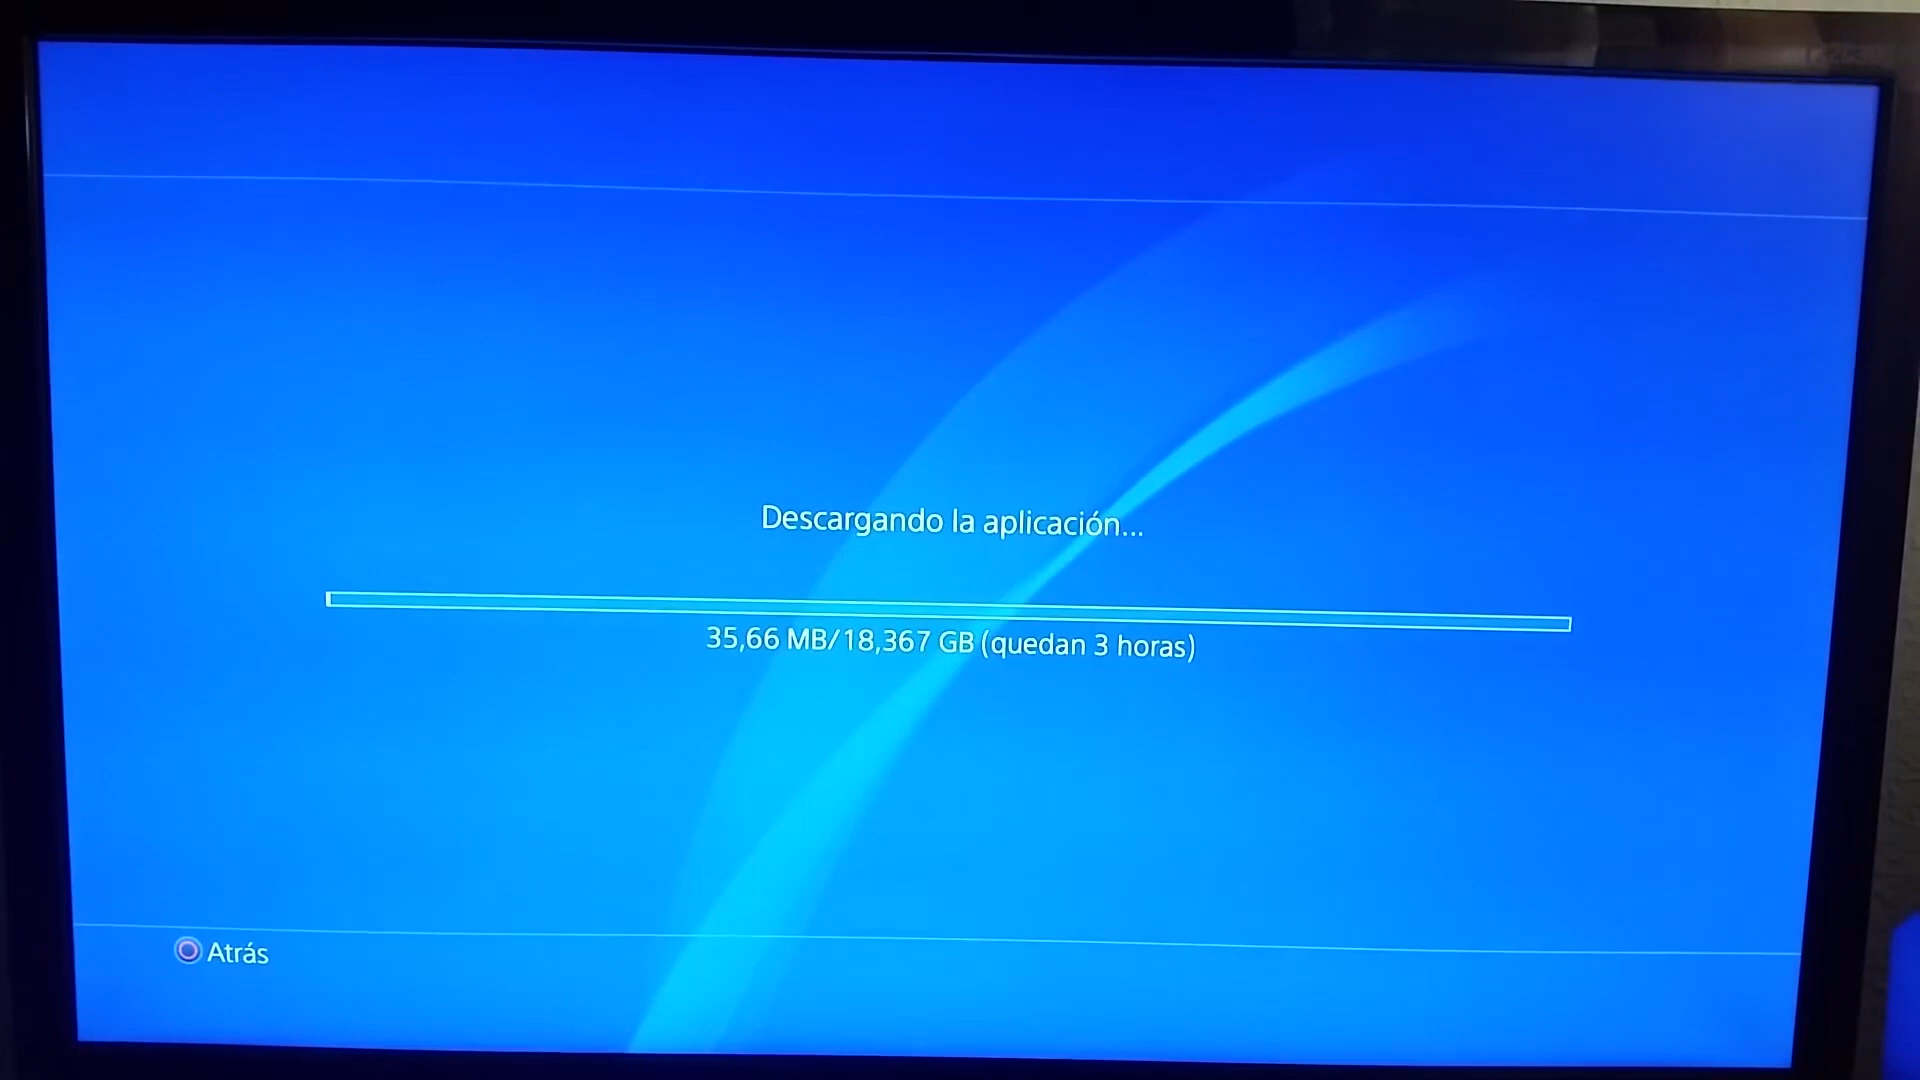 Descargando la aplicación...
35,66 MB/18,367 GB (quedan 3 horas)
Atrás